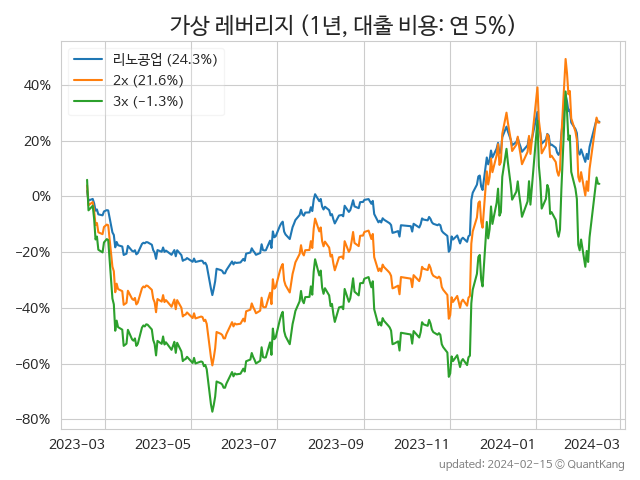 가상 레버리지 (1년, 대출 비용: 연 5%)
리노공업 (24.3%)
2x (21.6%)
3x (−1.3%)
40%
20%
0%
−20%
−40%
−60%
−80%
2023-03 2023-05 2023-07 2023-09 2023-11 2024-01 2024-03
updated: 2024-02-15 © QuantKang